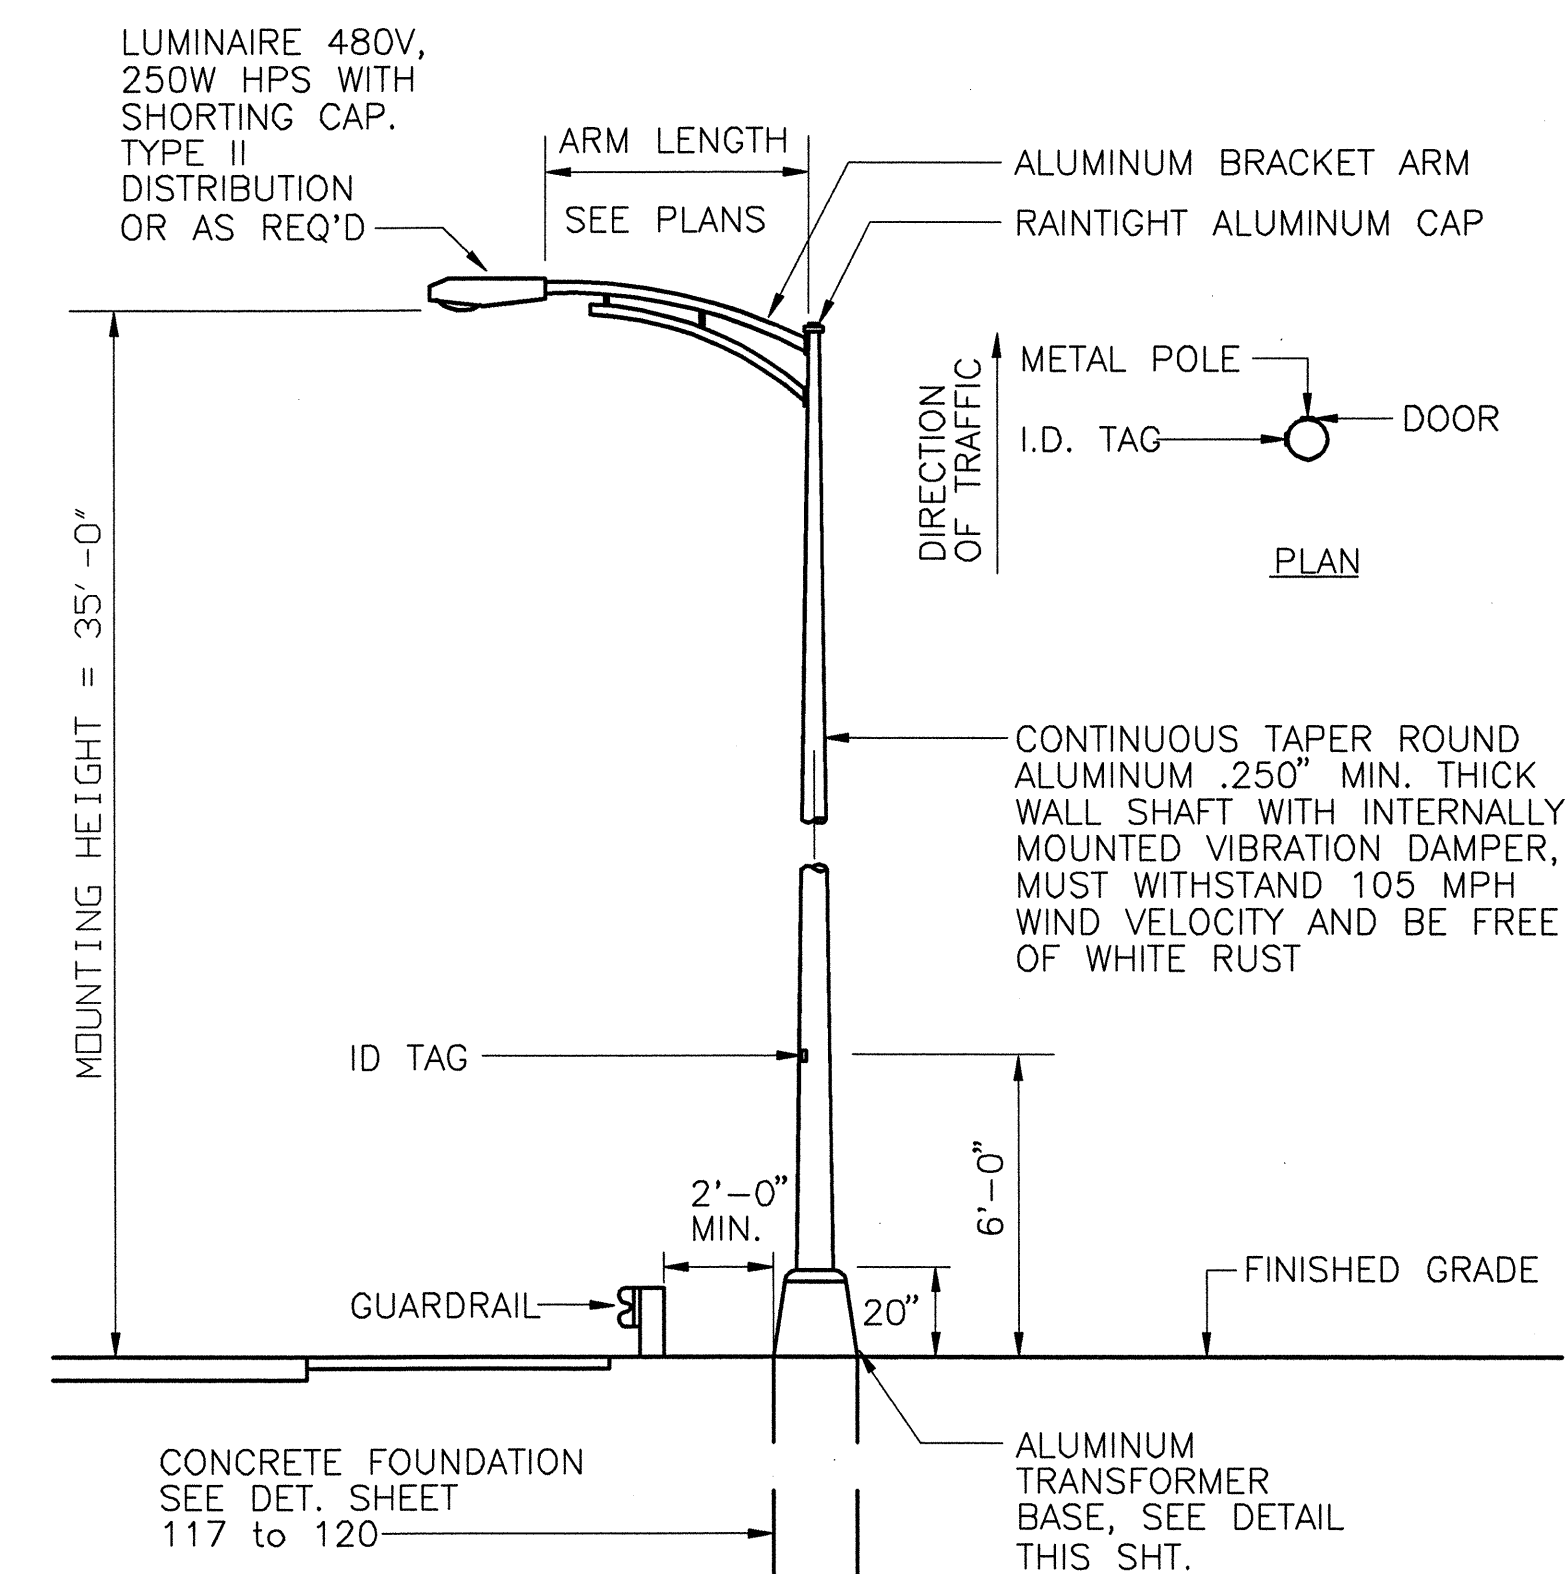 LUMINAIRE 480V,
250W HPS WITH
SHORTING CAP.
TYPE II
DISTRIBUTION
OR AS REQ'D
ARM LENGTH
SEE PLANS
ALUMINUM BRACKET ARM
RAINTIGHT ALUMINUM CAP
DIRECTION
OF TRAFFIC
METAL POLE
DOOR
I.D. TAG
PLAN
MOUNTING HEIGHT = 35'-0"
CONTINUOUS TAPER ROUND
ALUMINUM .250" MIN. THICK
WALL SHAFT WITH INTERNALLY
MOUNTED VIBRATION DAMPER,
MUST WITHSTAND 105 MPH
WIND VELOCITY AND BE FREE
OF WHITE RUST
ID TAG
6'-0"
2'-0"
MIN.
20"
GUARDRAIL
FINISHED GRADE
CONCRETE FOUNDATION
SEE DET. SHEET
117 to 120
ALUMINUM
TRANSFORMER
BASE, SEE DETAIL
THIS SHT.